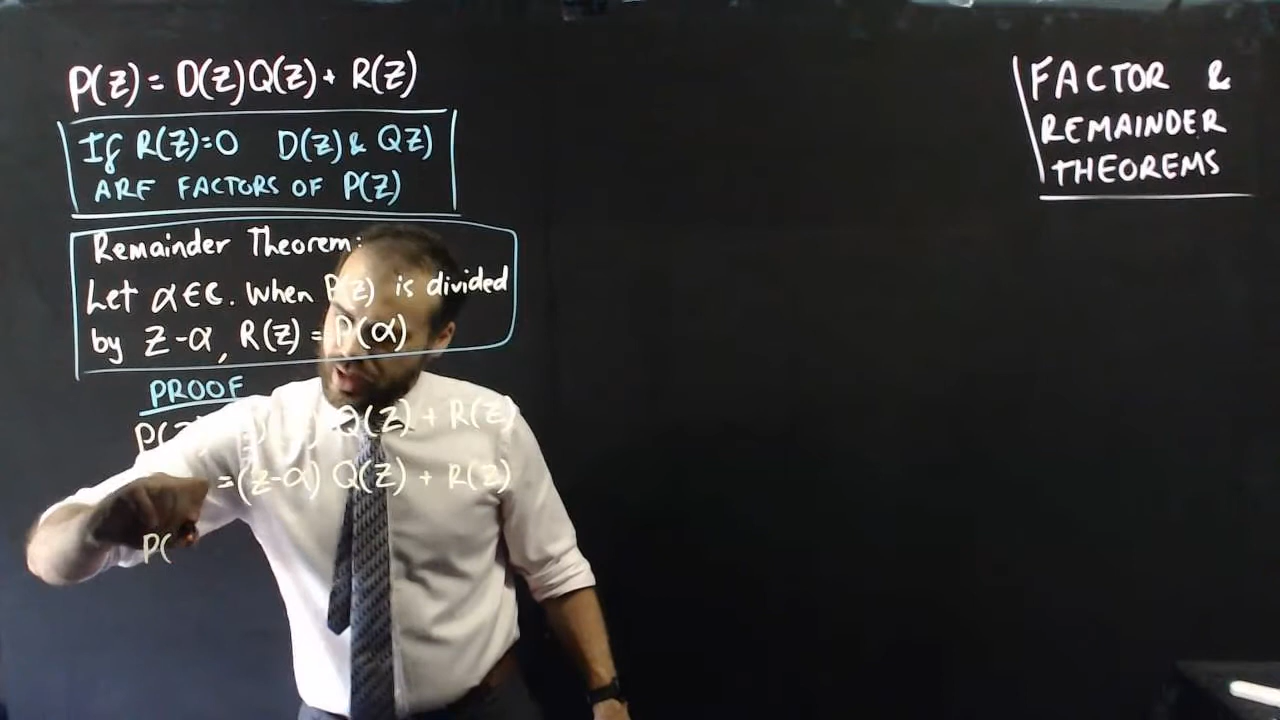 P(Z) = D(Z)Q(Z) + R(Z)
If R(Z)=0 D(Z) & QZ)
ARE FACTORS OF P(Z)
Remainder Theorem:
Let α∈ℂ. When P(Z) is divided
by Z-α, R(Z) = P(α)
PROOF
P(Z) Q(Z) + R(Z)
=(Z-α) Q(Z) + R(Z)
P(
FACTOR &
REMAINDER
THEOREMS